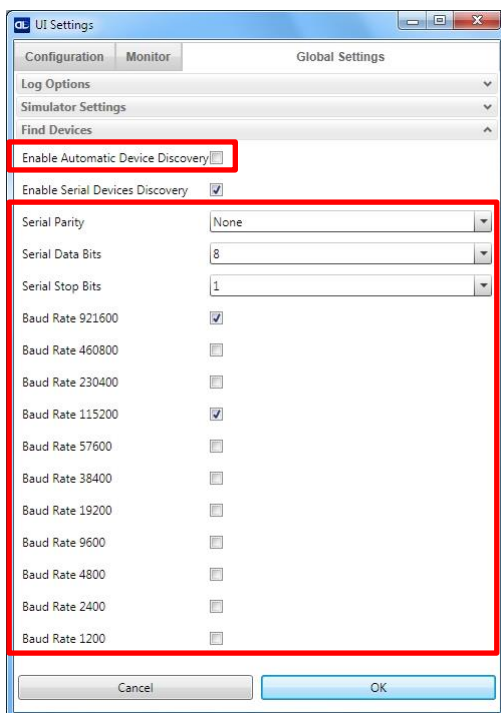 DL UI Settings
Configuration Monitor Global Settings
Log Options
Simulator Settings
Find Devices
Enable Automatic Device Discovery
Enable Serial Devices Discovery
Serial Parity None
Serial Data Bits 8
Serial Stop Bits 1
Baud Rate 921600
Baud Rate 460800
Baud Rate 230400
Baud Rate 115200
Baud Rate 57600
Baud Rate 38400
Baud Rate 19200
Baud Rate 9600
Baud Rate 4800
Baud Rate 2400
Baud Rate 1200
Cancel OK